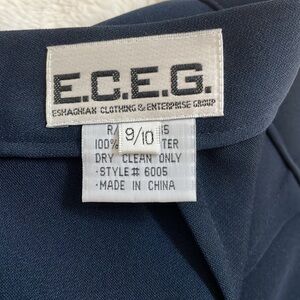 E.C.E.G.
ESHAGHIAN CLOTHING & ENTERPRISE GROUP
9/10
100%
DRY CLEAN ONLY
·STYLE# 6005
·MADE IN CHINA